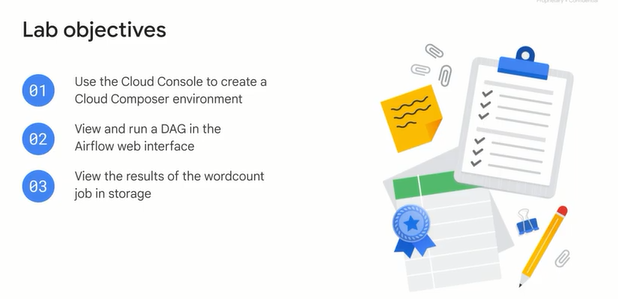 Proprietary + Confidential
Lab objectives
01
Use the Cloud Console to create a
Cloud Composer environment
02
View and run a DAG in the
Airflow web interface
03
View the results of the wordcount
job in storage